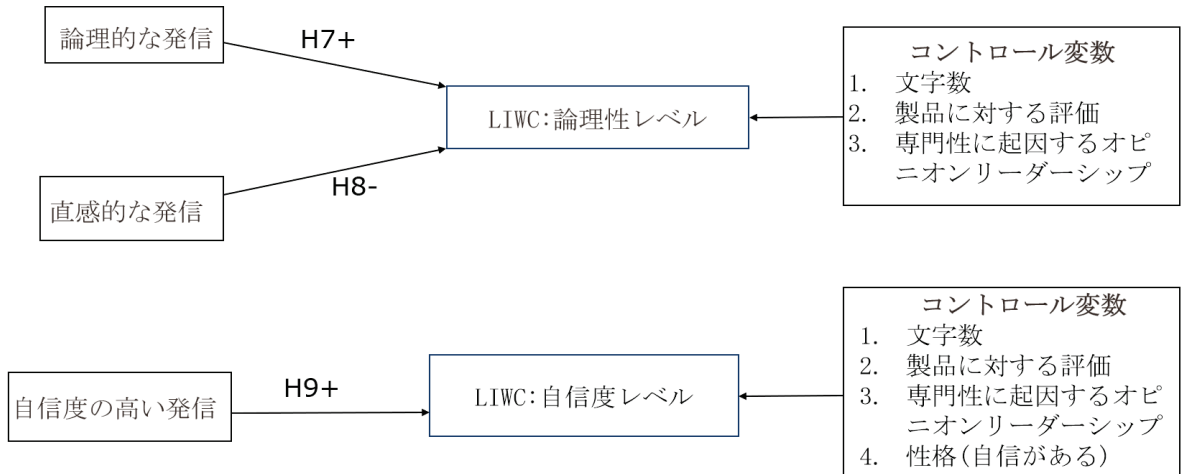 論理的な発信
H7+
LIWC:論理性レベル
H8-
直感的な発信
コントロール変数
1. 文字数
2. 製品に対する評価
3. 専門性に起因するオピ
ニオンリーダーシップ
自信度の高い発信
H9+
LIWC:自信度レベル
コントロール変数
1. 文字数
2. 製品に対する評価
3. 専門性に起因するオピ
ニオンリーダーシップ
4. 性格(自信がある)